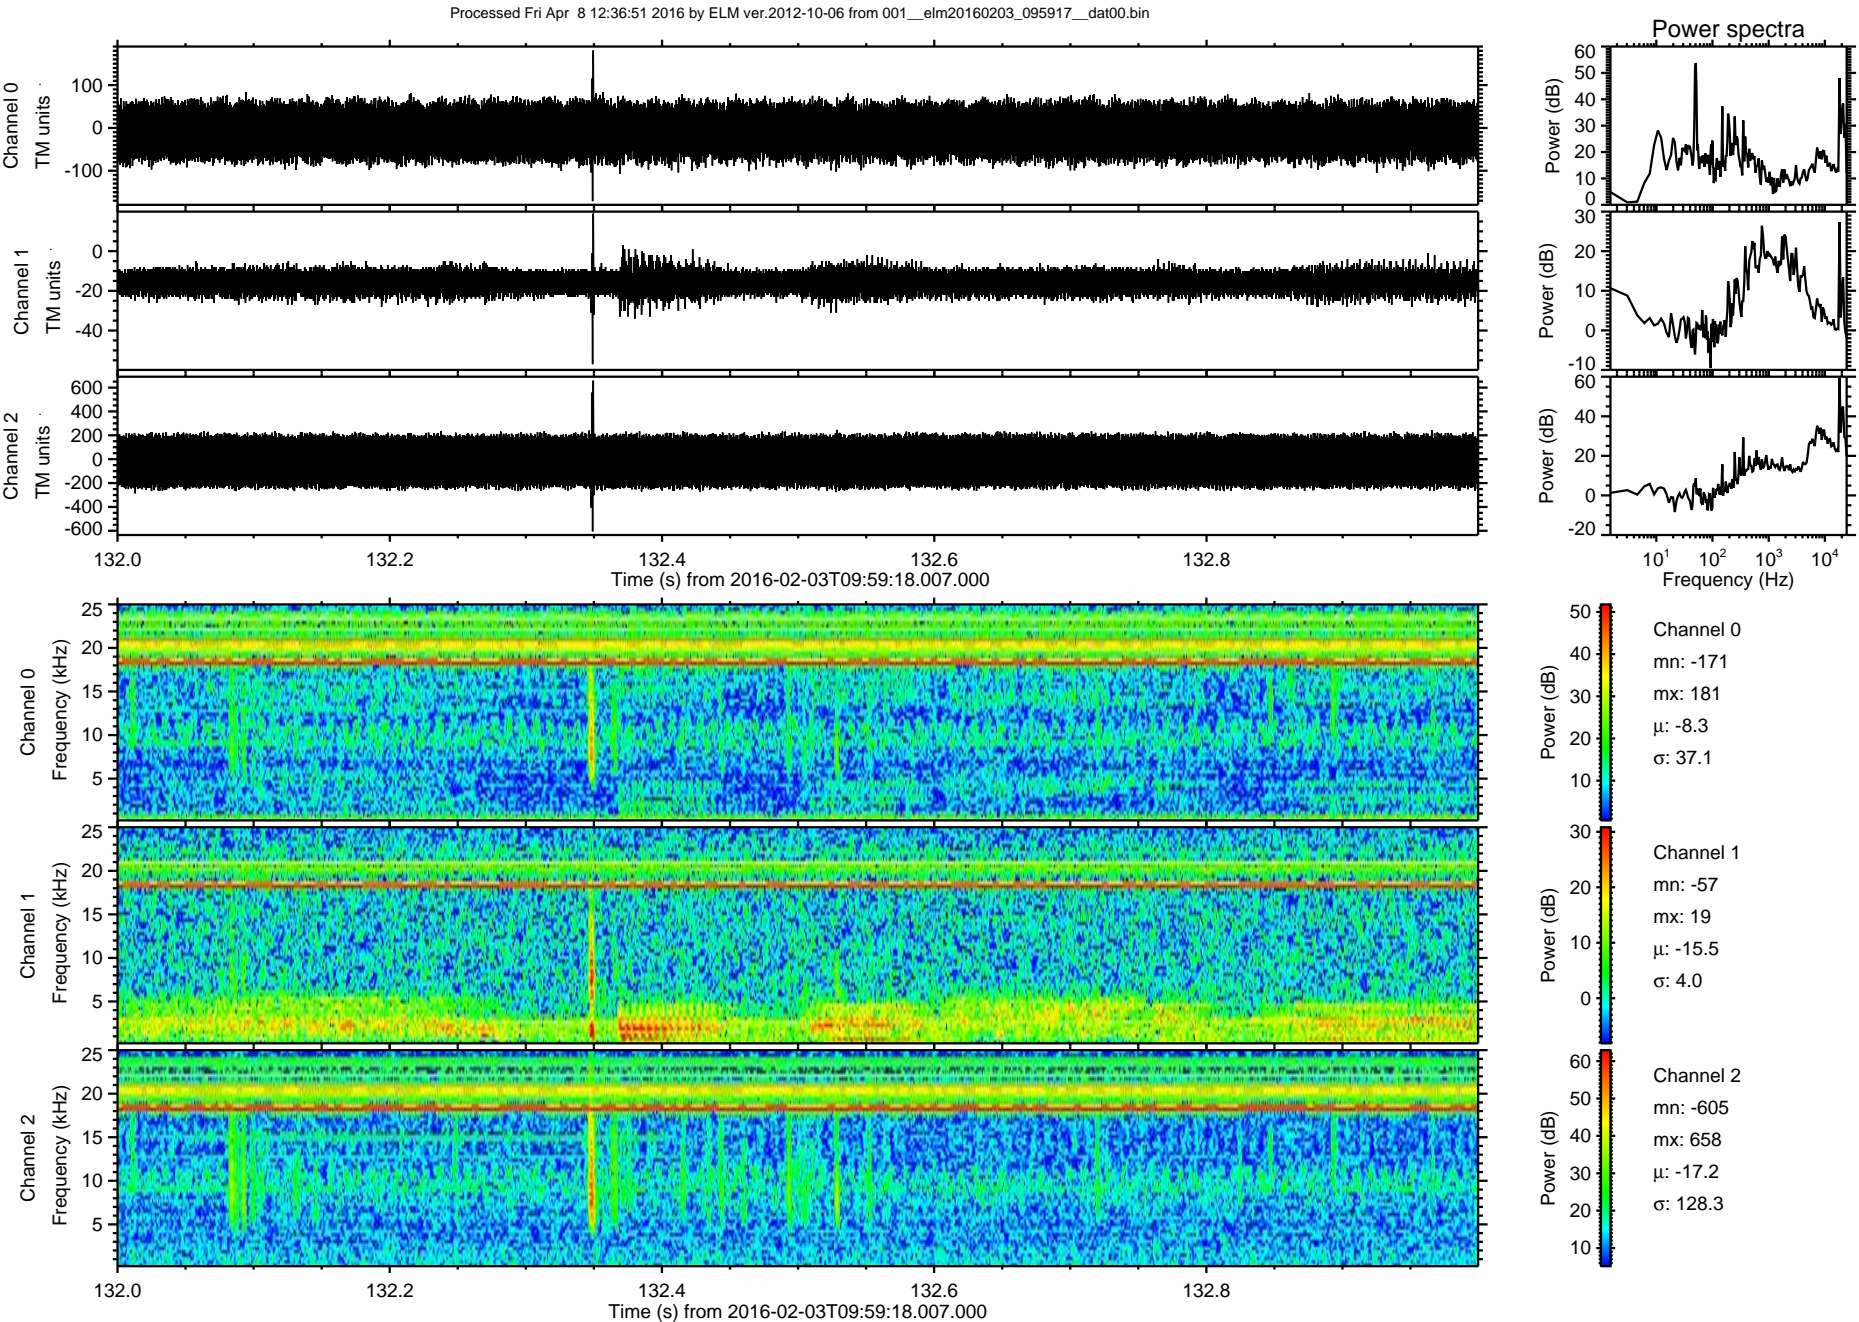 Processed Fri Apr  8 12:36:51 2016 by ELM ver.2012-10-06 from 001__elm20160203_095917__dat00.bin
Power spectra
Channel 0
TM units
100
0
-100
Power (dB)
60
50
40
30
20
10
0
Channel 1
TM units
0
-20
-40
Power (dB)
30
20
10
0
-10
Channel 2
TM units
600
400
200
0
-200
-400
-600
Power (dB)
60
40
20
0
-20
132.0 132.2 132.4 132.6 132.8
Time (s) from 2016-02-03T09:59:18.007.000
10^1 10^2 10^3 10^4
Frequency (Hz)
Channel 0
Frequency (kHz)
25
20
15
10
5
Power (dB)
50
40
30
20
10
Channel 0
mn: -171
mx: 181
µ: -8.3
σ: 37.1
Channel 1
Frequency (kHz)
25
20
15
10
5
Power (dB)
30
20
10
0
Channel 1
mn: -57
mx: 19
µ: -15.5
σ: 4.0
Channel 2
Frequency (kHz)
25
20
15
10
5
Power (dB)
60
50
40
30
20
10
Channel 2
mn: -605
mx: 658
µ: -17.2
σ: 128.3
132.0 132.2 132.4 132.6 132.8
Time (s) from 2016-02-03T09:59:18.007.000